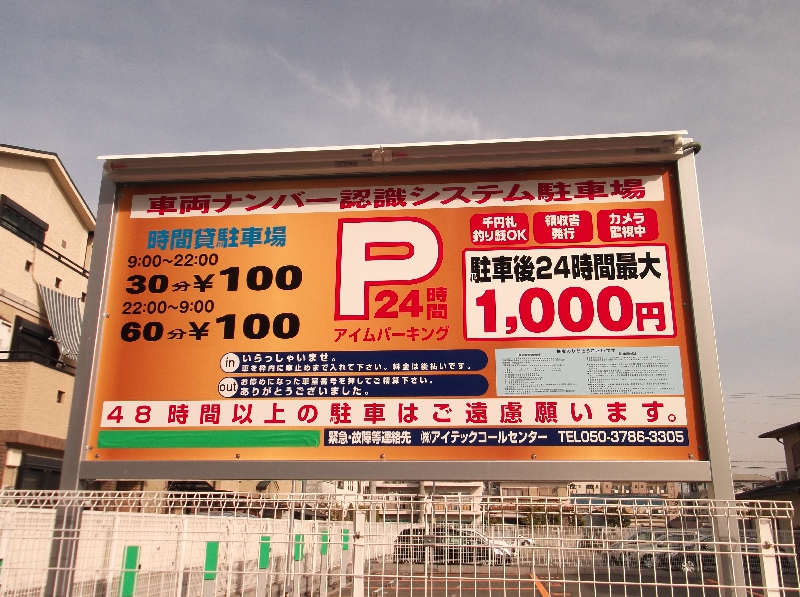 車両ナンバー認識システム駐車場
時間貸駐車場
9:00～22:00
30分￥100
22:00～9:00
60分￥100
P
24時間
アイムパーキング
千円札
釣り銭OK
領収書
発行
カメラ
監視中
駐車後24時間最大
1,000円
in
いらっしゃいませ。
車を枠内に車止めまで入れて下さい。料金は後払いです。
out
お停めになった車室番号を押してご精算下さい。
ありがとうございました。
48時間以上の駐車はご遠慮願います。
緊急・故障等連絡先 ㈱アイテックコールセンター TEL050-3786-3305